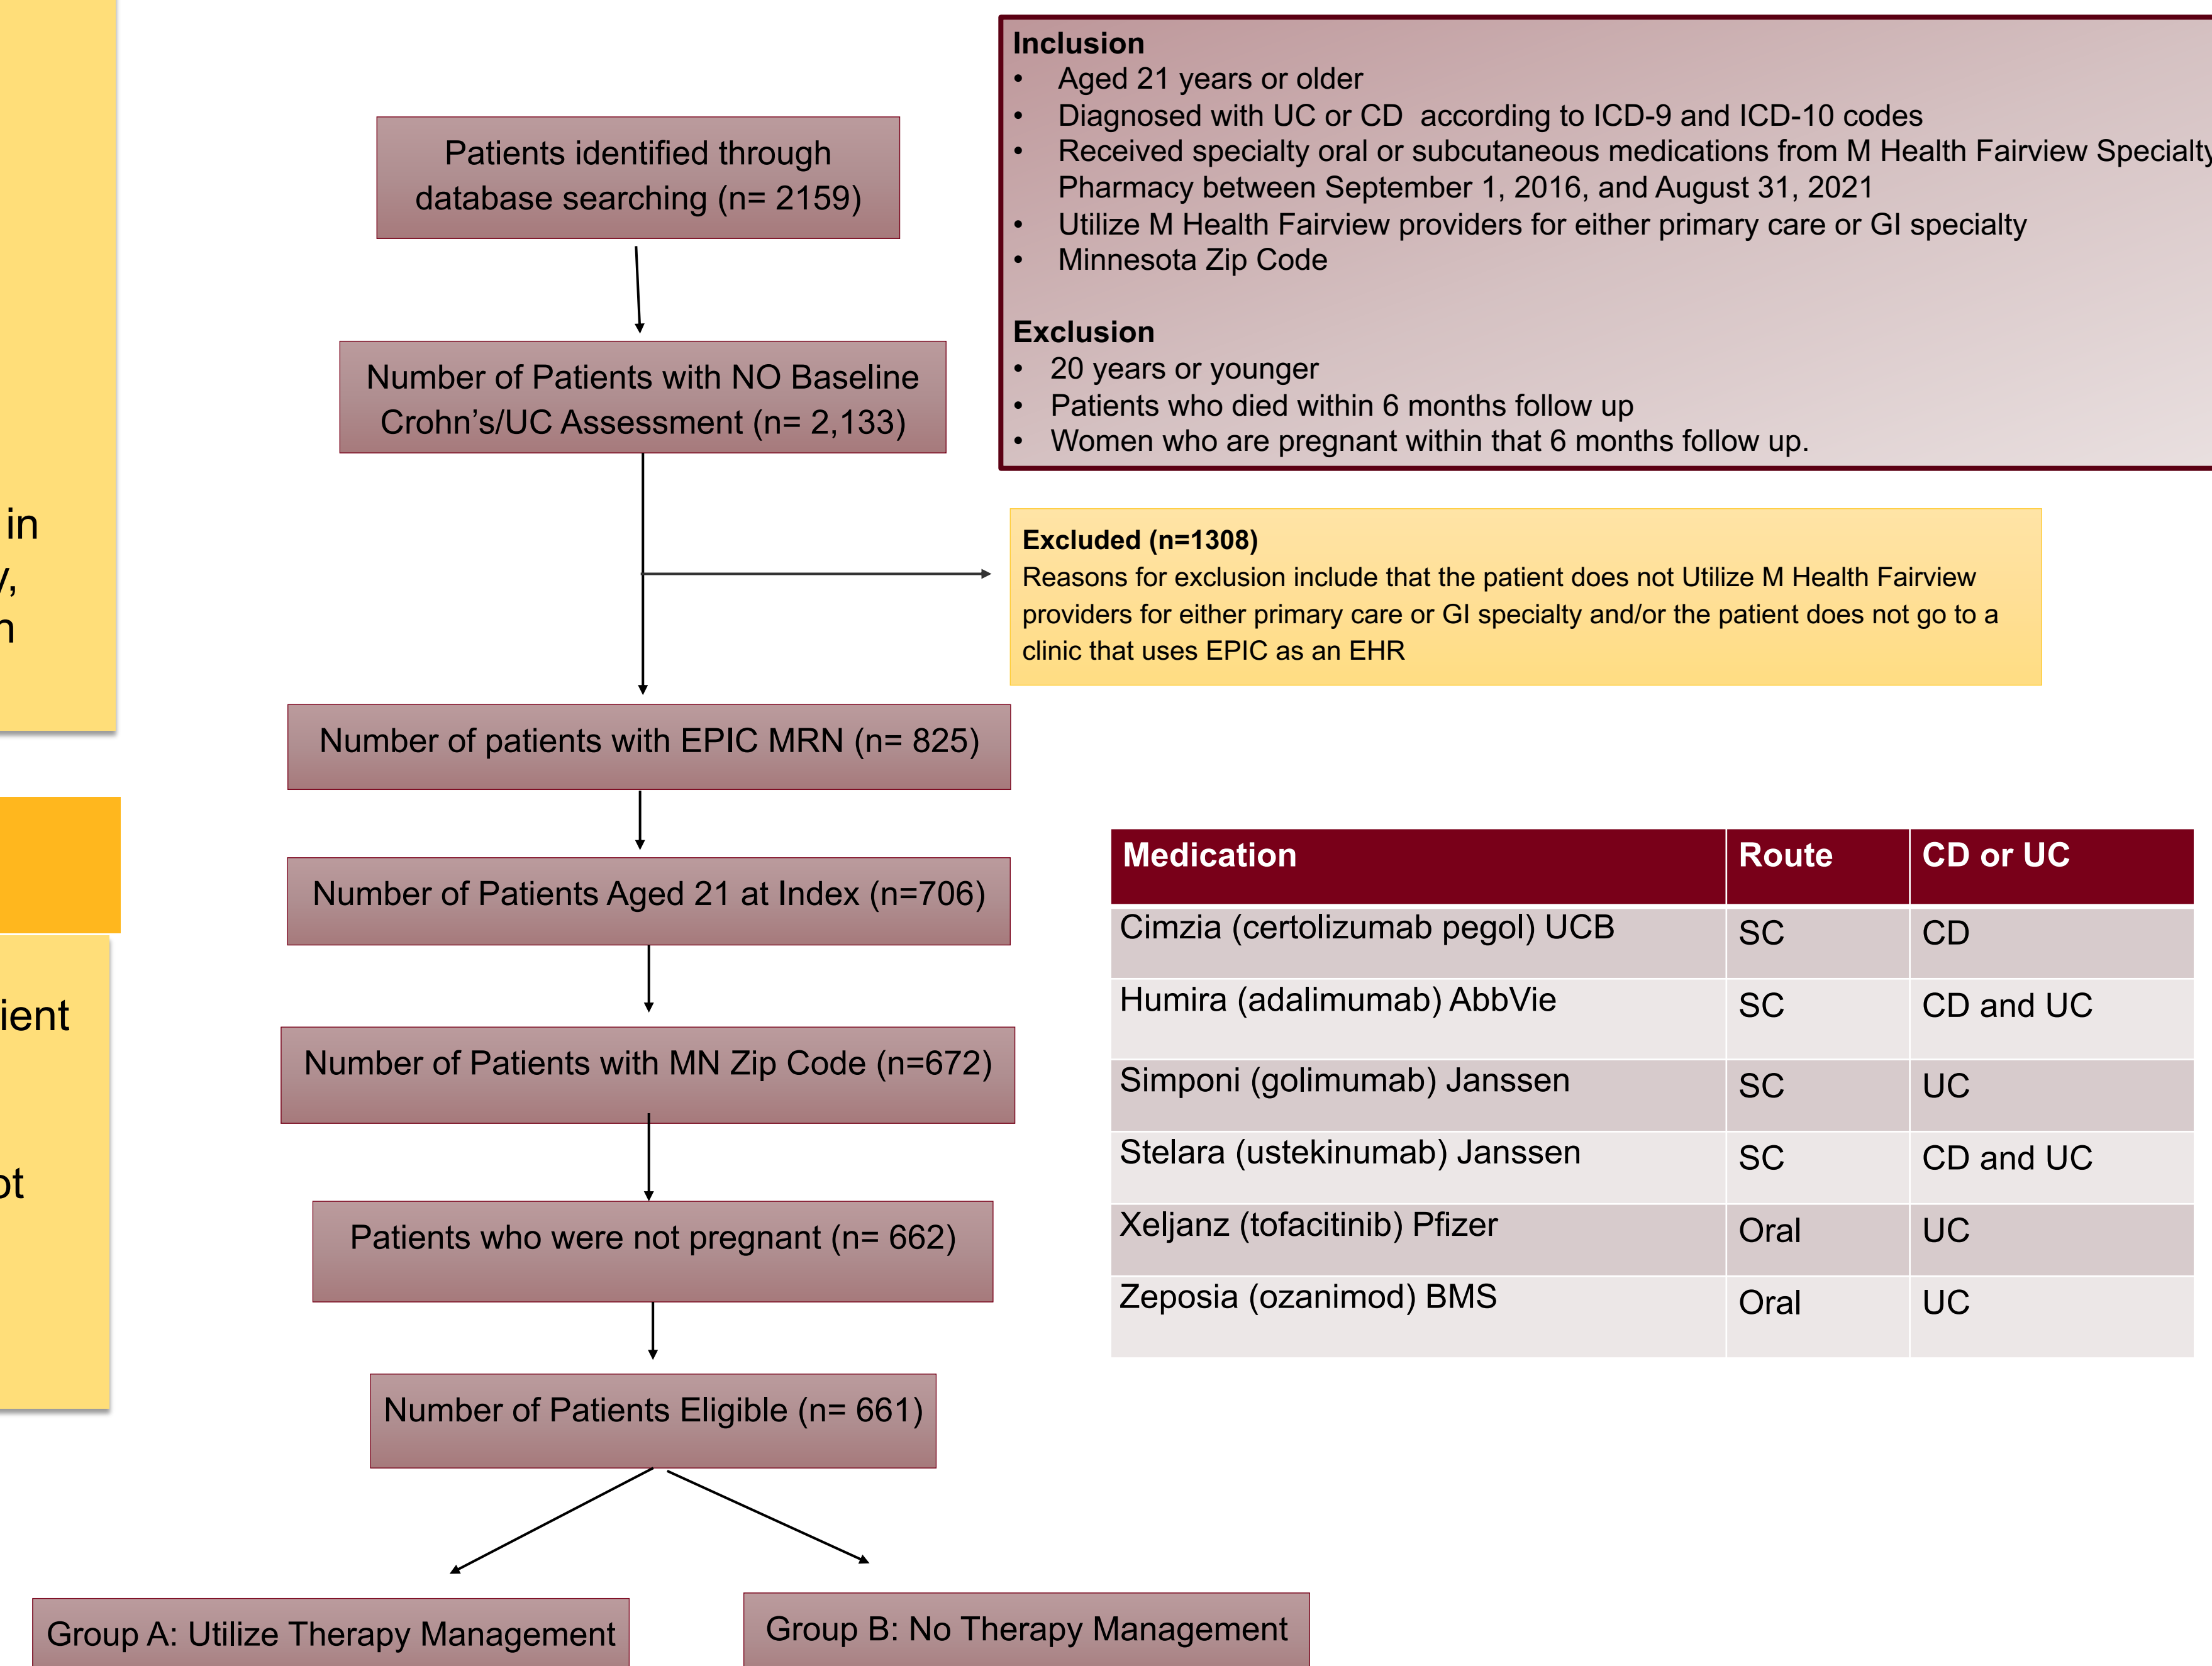 in
y,
n
ient
ot
Patients identified through
database searching (n= 2159)
Number of Patients with NO Baseline
Crohn’s/UC Assessment (n= 2,133)
Number of patients with EPIC MRN (n= 825)
Number of Patients Aged 21 at Index (n=706)
Number of Patients with MN Zip Code (n=672)
Patients who were not pregnant (n= 662)
Number of Patients Eligible (n= 661)
Group A: Utilize Therapy Management
Group B: No Therapy Management
Inclusion
• Aged 21 years or older
• Diagnosed with UC or CD according to ICD-9 and ICD-10 codes
• Received specialty oral or subcutaneous medications from M Health Fairview Specialty
Pharmacy between September 1, 2016, and August 31, 2021
• Utilize M Health Fairview providers for either primary care or GI specialty
• Minnesota Zip Code
Exclusion
• 20 years or younger
• Patients who died within 6 months follow up
• Women who are pregnant within that 6 months follow up.
Excluded (n=1308)
Reasons for exclusion include that the patient does not Utilize M Health Fairview
providers for either primary care or GI specialty and/or the patient does not go to a
clinic that uses EPIC as an EHR
Medication Route CD or UC
Cimzia (certolizumab pegol) UCB SC CD
Humira (adalimumab) AbbVie SC CD and UC
Simponi (golimumab) Janssen SC UC
Stelara (ustekinumab) Janssen SC CD and UC
Xeljanz (tofacitinib) Pfizer Oral UC
Zeposia (ozanimod) BMS Oral UC